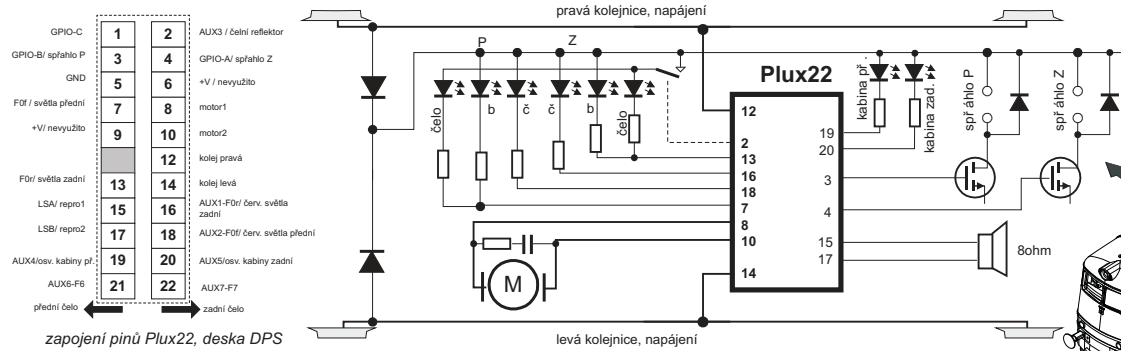 GPIO-C 1 2 AUX3 / čelní reflektor
GPIO-B/ spřahlo P 3 4 GPIO-A/ spřahlo Z
GND 5 6 +V / nevyužito
F0f / světla přední 7 8 motor1
+V/ nevyužito 9 10 motor2
12 kolej pravá
F0r/ světla zadní 13 14 kolej levá
LSA/ repro1 15 16 AUX1-F0r/ červ. světla
zadní
LSB/ repro2 17 18 AUX2-F0f/ červ. světla přední
AUX4/osv. kabiny př. 19 20 AUX5/osv. kabiny zadní
AUX6-F6 21 22 AUX7-F7
přední čelo
zadní čelo
zapojení pinů Plux22, deska DPS
pravá kolejnice, napájení
P
Z
čelo
b
č
č
b
čelo
M
Plux22
12
2
13
16
18
7
8
10
14
19
20
3
4
15
17
kabina př .
kabina zad.
spř áhlo P
spř áhlo Z
8ohm
levá kolejnice, napájení